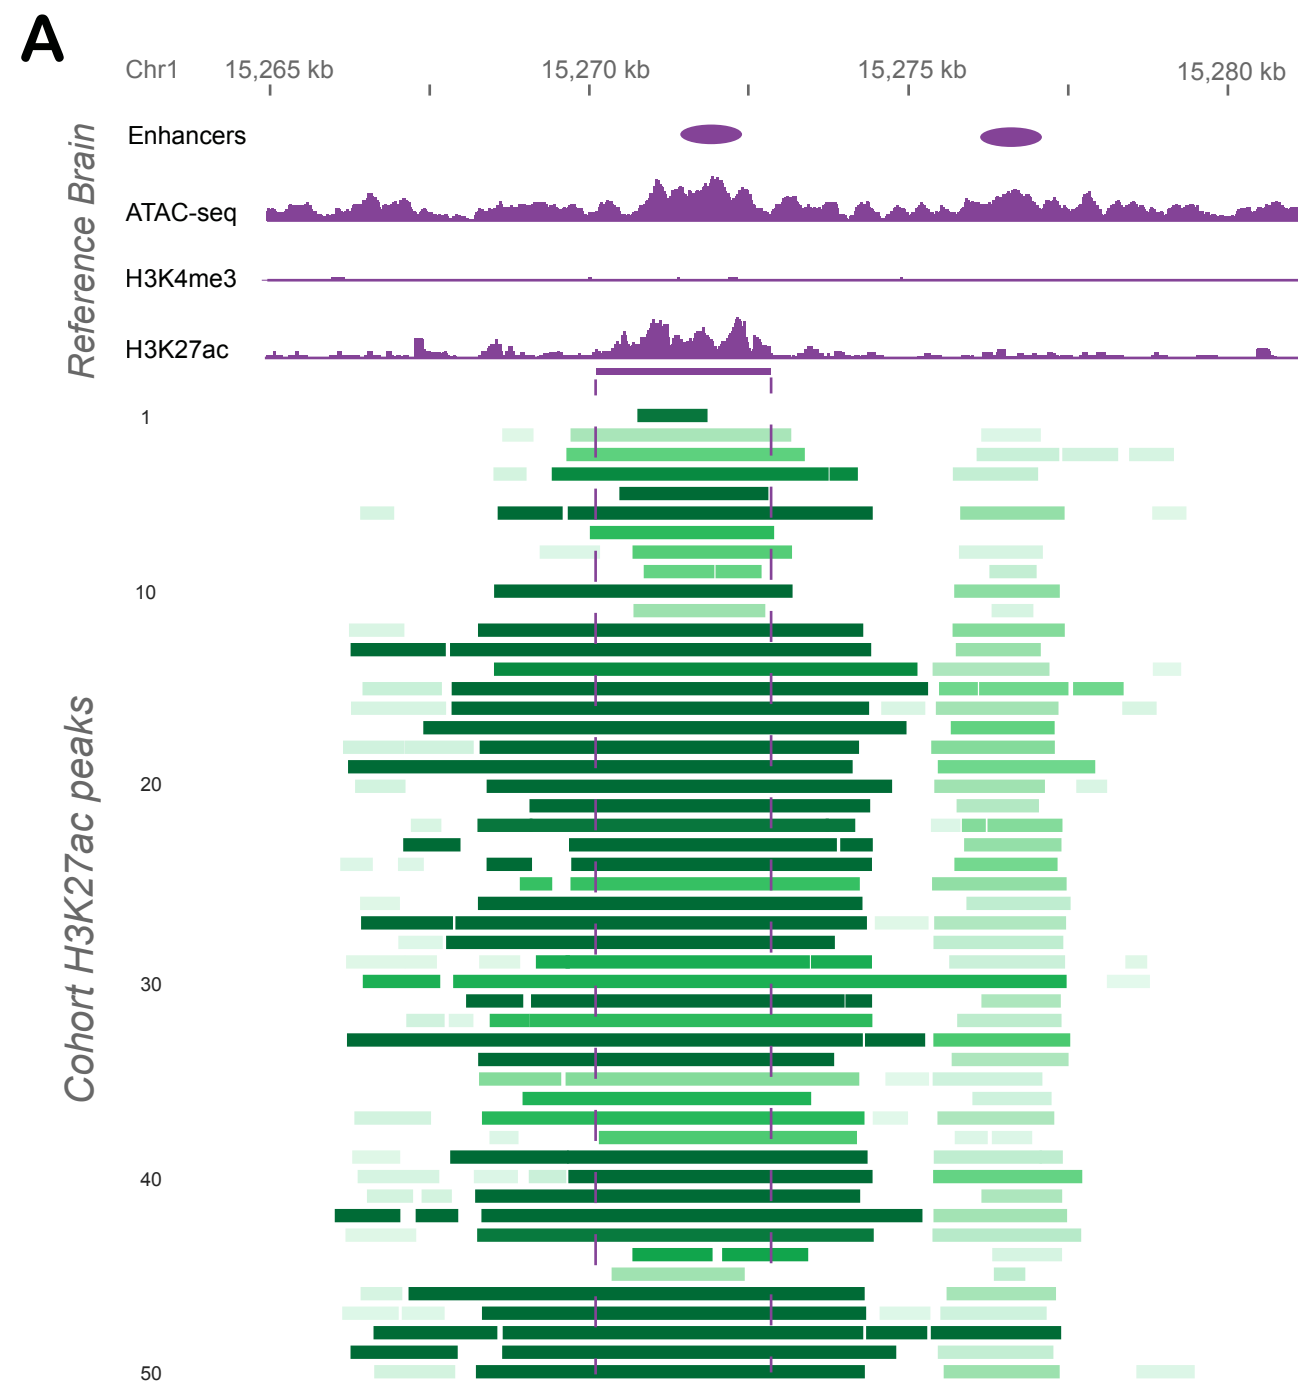 A
Chr1 15,265 kb 15,270 kb 15,275 kb 15,280 kb
Reference Brain
Enhancers
ATAC-seq
H3K4me3
H3K27ac
Cohort H3K27ac peaks
1
10
20
30
40
50